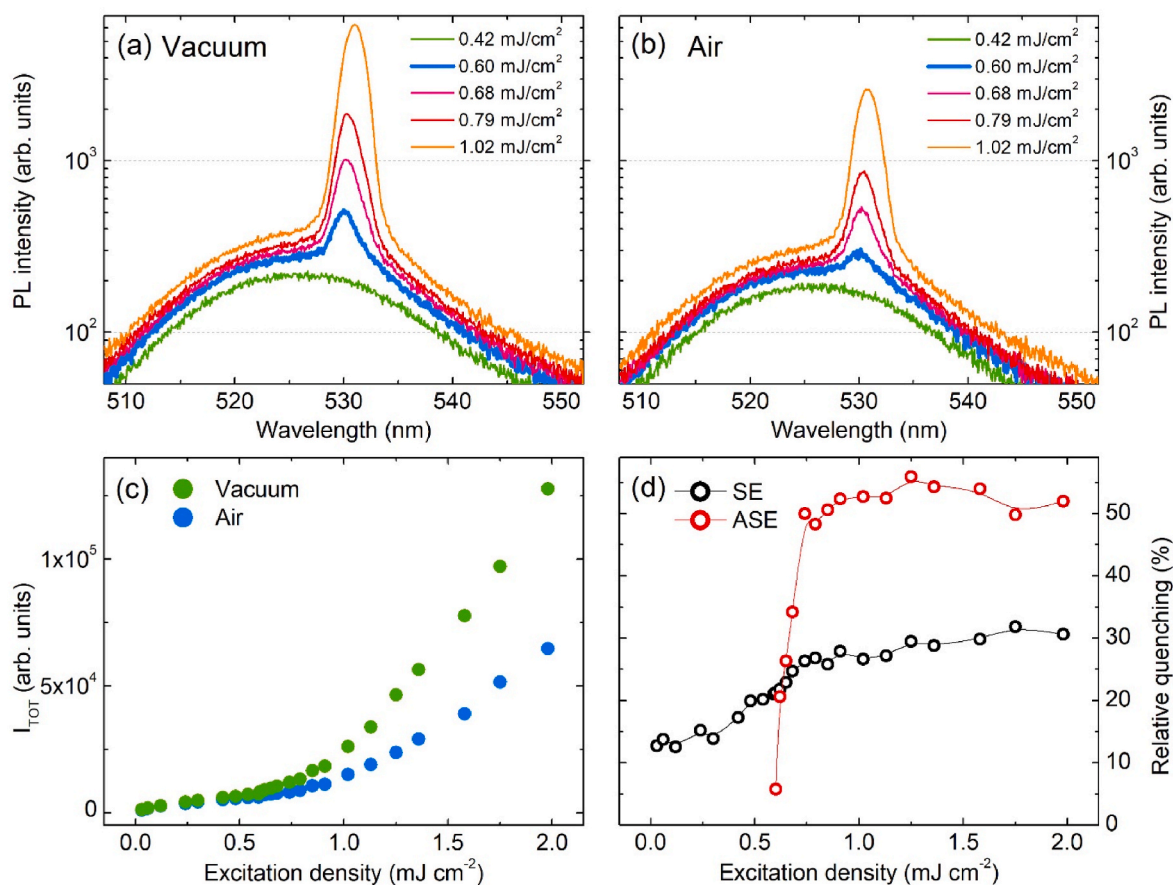 (a) Vacuum
0.42 mJ/cm²
0.60 mJ/cm²
0.68 mJ/cm²
0.79 mJ/cm²
1.02 mJ/cm²
PL intensity (arb. units)
10³
10²
510 520 530 540 550
Wavelength (nm)
(b) Air
0.42 mJ/cm²
0.60 mJ/cm²
0.68 mJ/cm²
0.79 mJ/cm²
1.02 mJ/cm²
PL intensity (arb. units)
10³
10²
510 520 530 540 550
Wavelength (nm)
(c)
Vacuum
Air
I_TOT (arb. units)
1x10⁵
5x10⁴
0
0.0 0.5 1.0 1.5 2.0
Excitation density (mJ cm⁻²)
(d)
SE
ASE
Relative quenching (%)
50
40
30
20
10
0
0.0 0.5 1.0 1.5 2.0
Excitation density (mJ cm⁻²)